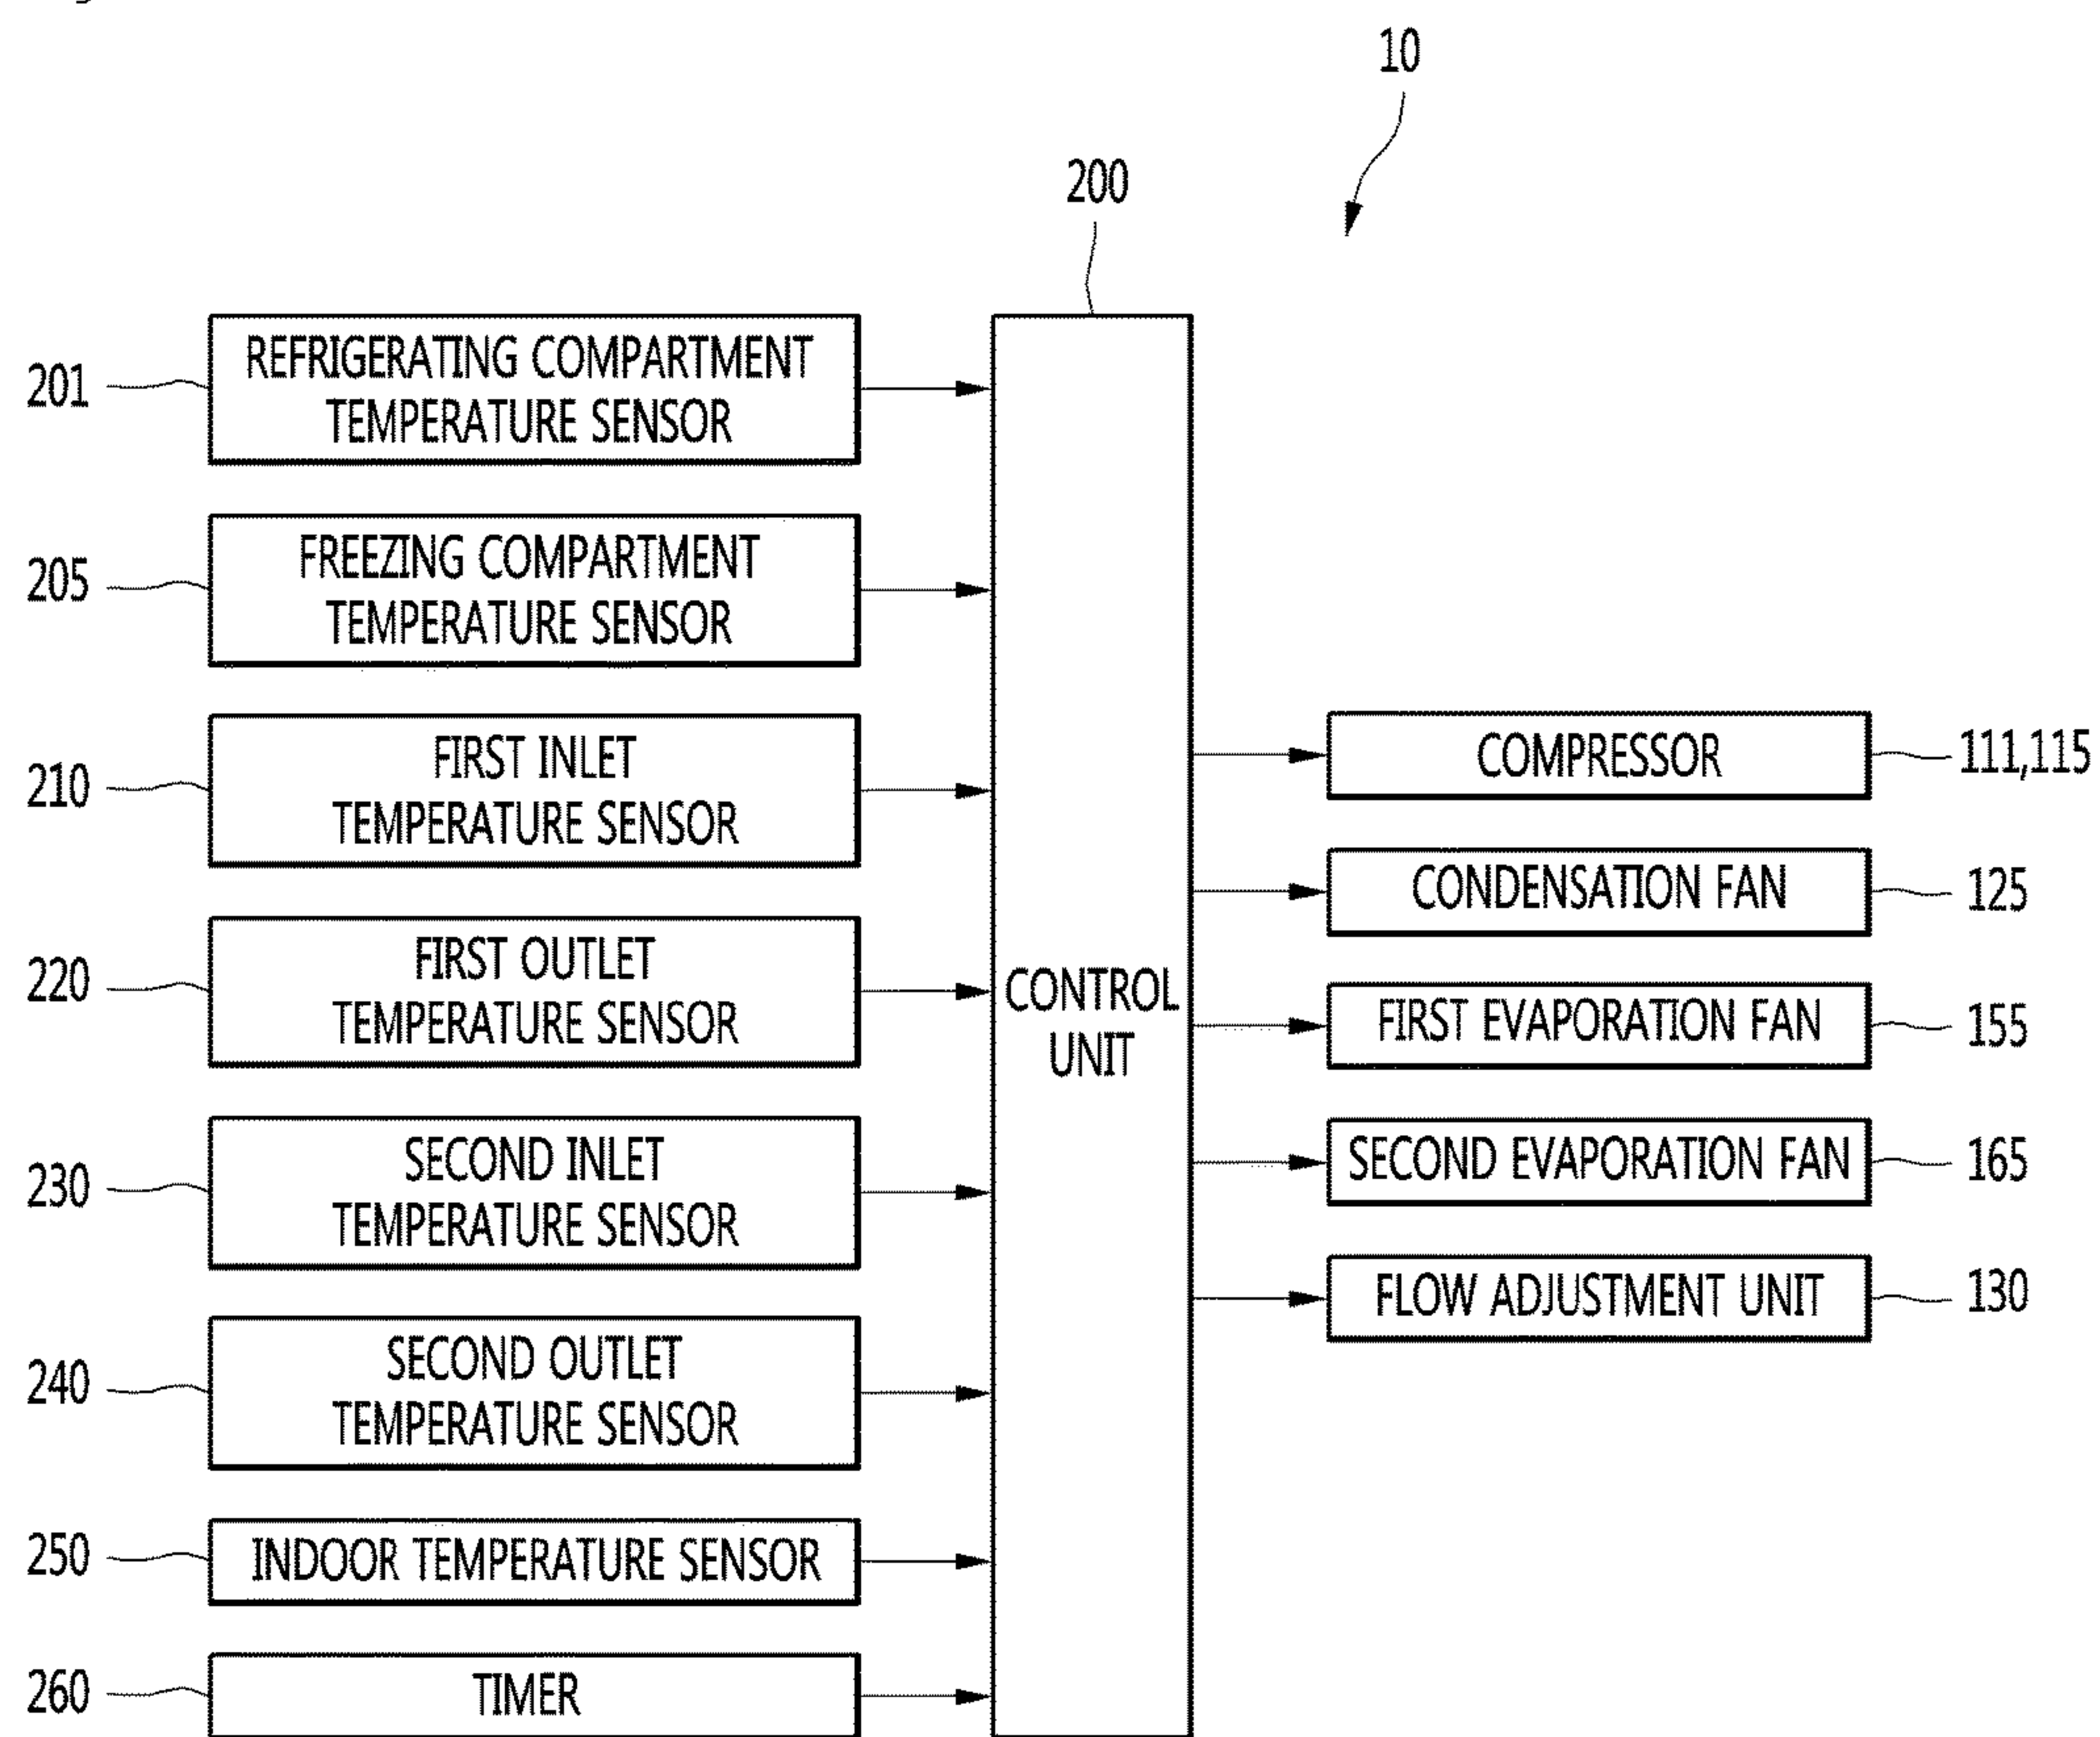 10
200
201
REFRIGERATING COMPARTMENT
TEMPERATURE SENSOR
205
FREEZING COMPARTMENT
TEMPERATURE SENSOR
210
FIRST INLET
TEMPERATURE SENSOR
220
FIRST OUTLET
TEMPERATURE SENSOR
230
SECOND INLET
TEMPERATURE SENSOR
240
SECOND OUTLET
TEMPERATURE SENSOR
250
INDOOR TEMPERATURE SENSOR
260
TIMER
CONTROL
UNIT
COMPRESSOR
111,115
CONDENSATION FAN
125
FIRST EVAPORATION FAN
155
SECOND EVAPORATION FAN
165
FLOW ADJUSTMENT UNIT
130